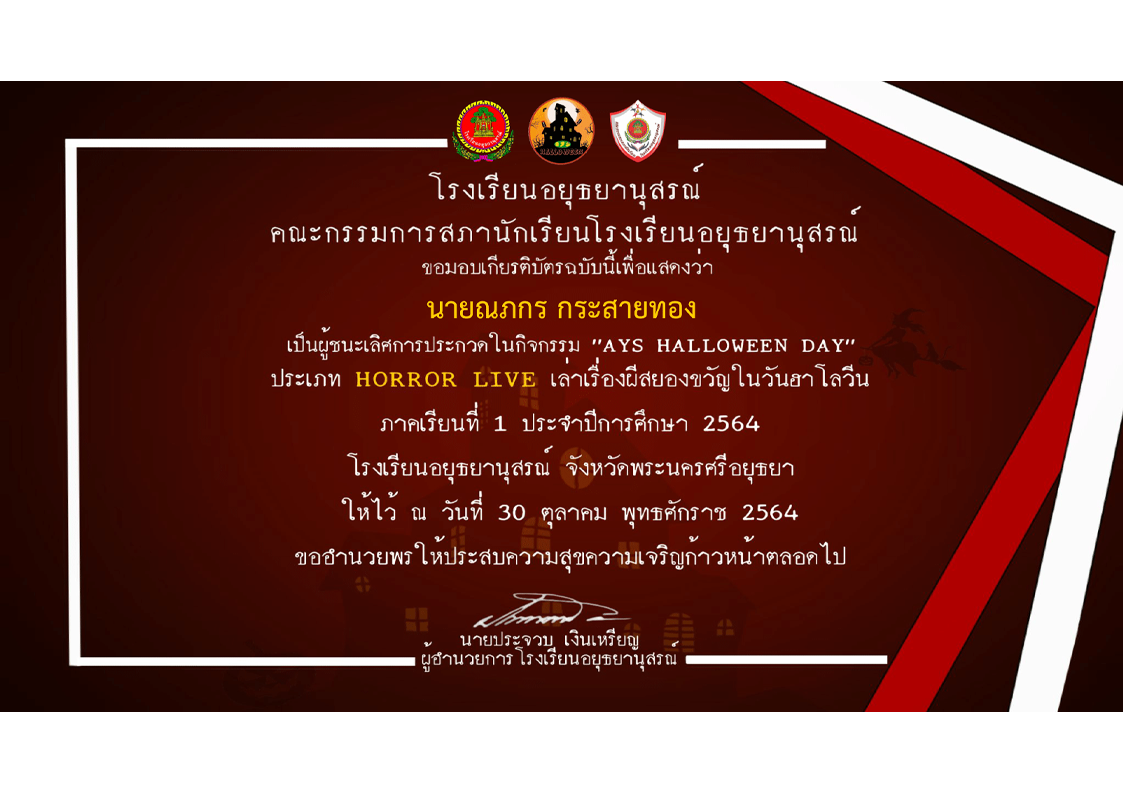 โรงเรียนอยุธยานุสรณ์
คณะกรรมการสภานักเรียนโรงเรียนอยุธยานุสรณ์
ขอมอบเกียรติบัตรฉบับนี้เพื่อแสดงว่า
นายณภกร กระสายทอง
เป็นผู้ชนะเลิศการประกวดในกิจกรรม "AYS HALLOWEEN DAY"
ประเภท HORROR LIVE เล่าเรื่องผีสยองขวัญในวันฮาโลวีน
ภาคเรียนที่ 1 ประจำปีการศึกษา 2564
โรงเรียนอยุธยานุสรณ์ จังหวัดพระนครศรีอยุธยา
ให้ไว้ ณ วันที่ 30 ตุลาคม พุทธศักราช 2564
ขออำนวยพรให้ประสบความสุขความเจริญก้าวหน้าตลอดไป
นายประจวบ เงินเหรียญ
ผู้อำนวยการโรงเรียนอยุธยานุสรณ์